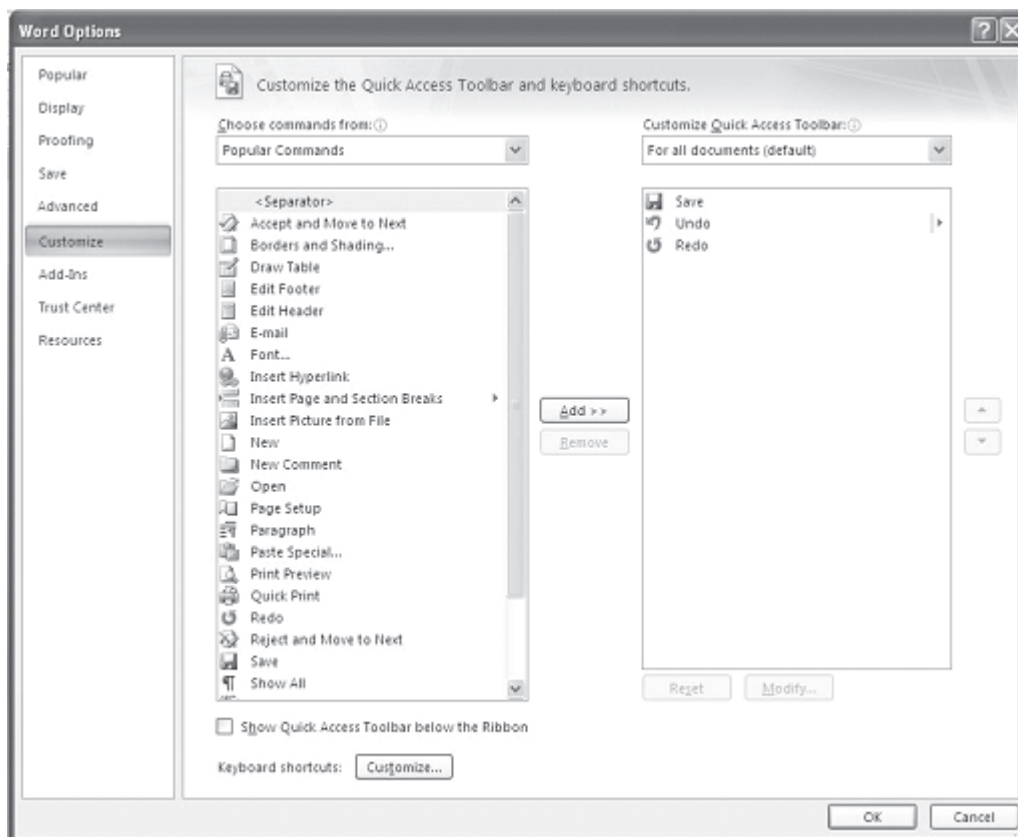 Word Options
Popular
Display
Proofing
Save
Advanced
Customize
Add-Ins
Trust Center
Resources
Customize the Quick Access Toolbar and keyboard shortcuts.
Choose commands from:
Popular Commands
<Separator>
Accept and Move to Next
Borders and Shading...
Draw Table
Edit Footer
Edit Header
E-mail
Font...
Insert Hyperlink
Insert Page and Section Breaks
Insert Picture from File
New
New Comment
Open
Page Setup
Paragraph
Paste Special...
Print Preview
Quick Print
Redo
Reject and Move to Next
Save
Show All
Add >>
Remove
Customize Quick Access Toolbar:
For all documents (default)
Save
Undo
Redo
Reset
Modify...
Show Quick Access Toolbar below the Ribbon
Keyboard shortcuts: Customize...
OK
Cancel